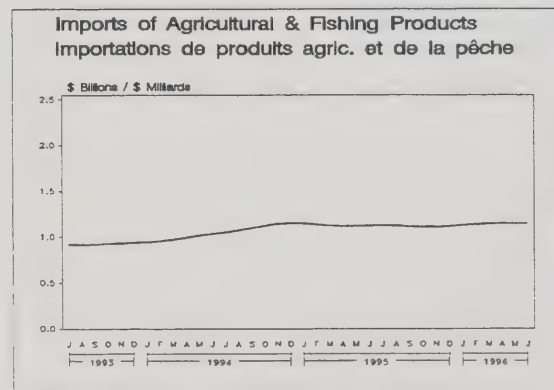 Imports of Agricultural & Fishing Products
Importations de produits agric. et de la pêche
$ Billions / $ Milliards
2.5
2.0
1.5
1.0
0.5
0.0
J A S O N D J F M A M J J A S O N D J F M A M J J A S O N D J F M A M J
1993 1994 1995 1996